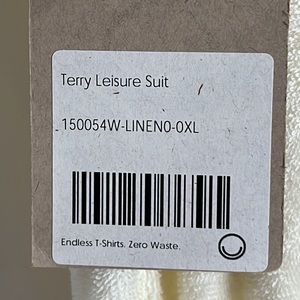 Terry Leisure Suit
150054W-LINEN0-0XL
Endless T-Shirts. Zero Waste.